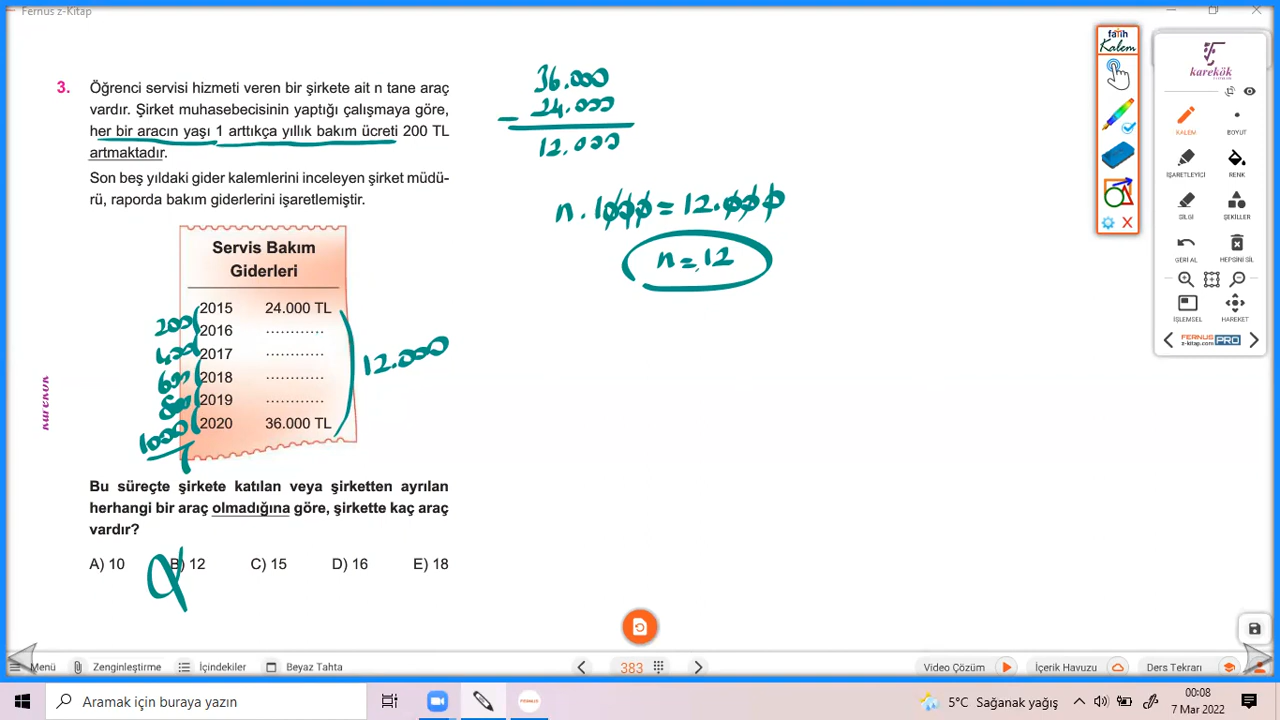 Fernus z-Kitap
3. Öğrenci servisi hizmeti veren bir şirkete ait n tane araç
vardır. Şirket muhasebecisinin yaptığı çalışmaya göre,
her bir aracın yaşı 1 arttıkça yıllık bakım ücreti 200 TL
artmaktadır.
Son beş yıldaki gider kalemlerini inceleyen şirket müdü-
rü, raporda bakım giderlerini işaretlemiştir.
Servis Bakım
Giderleri
2015 24.000 TL
200 2016 ............
400 2017 ............
600 2018 ............
800 2019 ............
1000 2020 36.000 TL
12.000
Bu süreçte şirkete katılan veya şirketten ayrılan
herhangi bir araç olmadığına göre, şirkette kaç araç
vardır?
A) 10 B) 12 C) 15 D) 16 E) 18
36.000
- 24.000
12.000
n.1000 = 12.000
n = 12
karekök
fatih
Kalem
karekök
KALEM BOYUT
İŞARETLEYİCİ RENK
SİLGİ ŞEKİLLER
GERİ AL HEPSİNİ SİL
İŞLEMSEL HAREKET
FERNUS PRO
z-kitap.com
Menü Zenginleştirme İçindekiler Beyaz Tahta 383 Video Çözüm İçerik Havuzu Ders Tekrarı
Aramak için buraya yazın FERNUS 5°C Sağanak yağış 00:08
7 Mar 2022